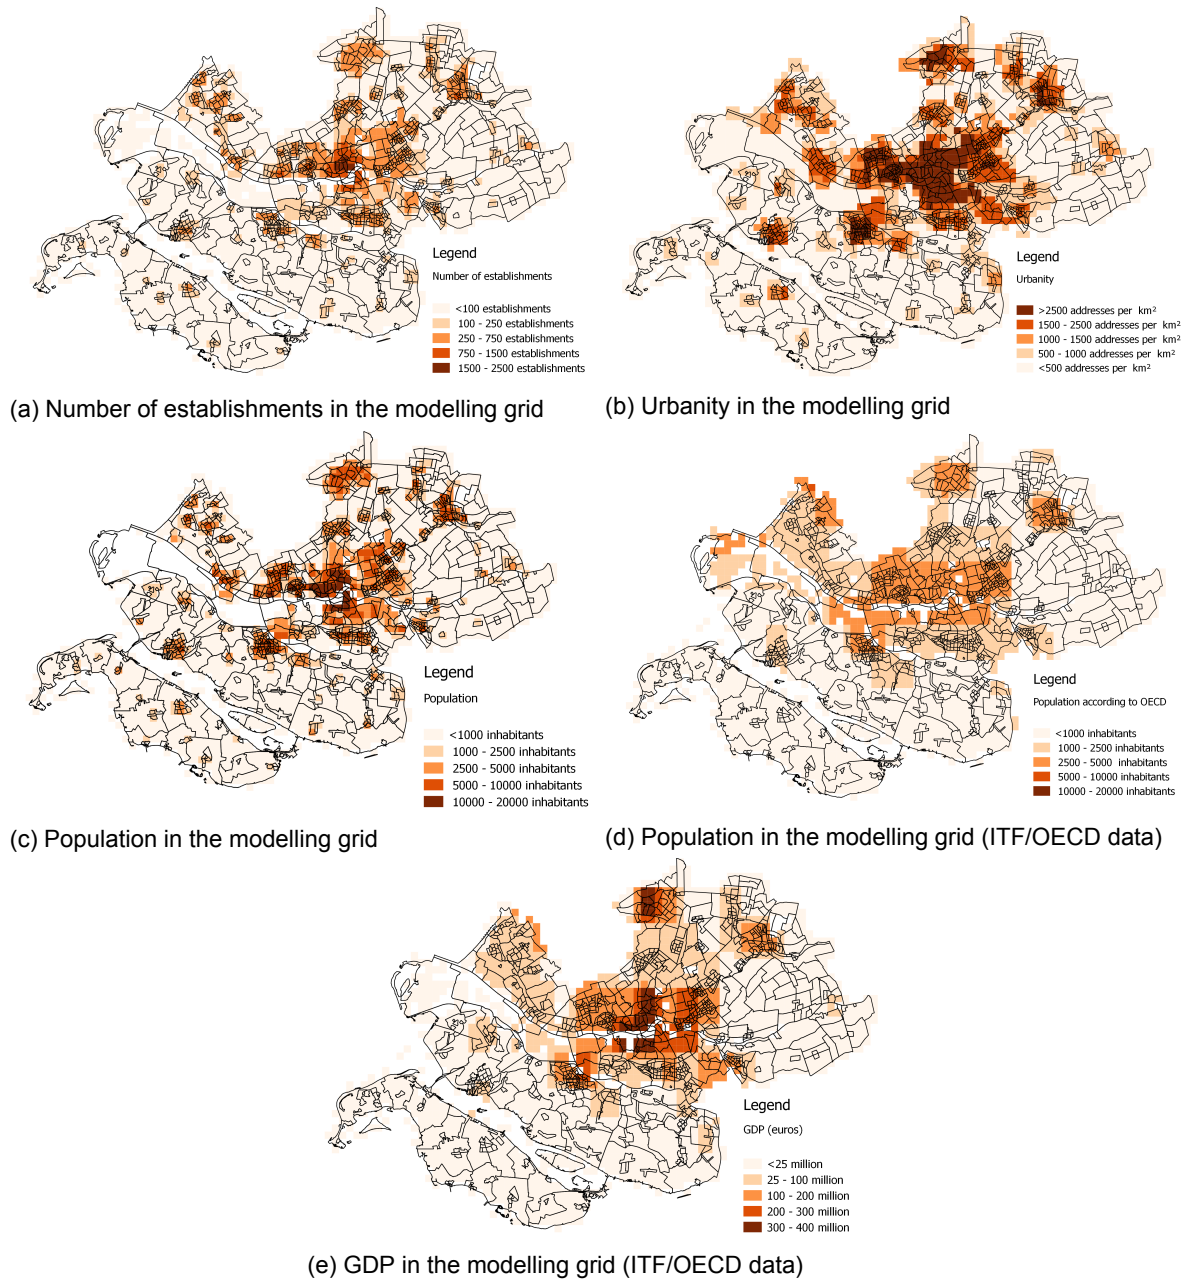 Legend
Number of establishments
<100 establishments
100 - 250 establishments
250 - 750 establishments
750 - 1500 establishments
1500 - 2500 establishments
(a) Number of establishments in the modelling grid
Legend
Urbanity
>2500 addresses per km²
1500 - 2500 addresses per km²
1000 - 1500 addresses per km²
500 - 1000 addresses per km²
<500 addresses per km²
(b) Urbanity in the modelling grid
Legend
Population
<1000 inhabitants
1000 - 2500 inhabitants
2500 - 5000 inhabitants
5000 - 10000 inhabitants
10000 - 20000 inhabitants
(c) Population in the modelling grid
Legend
Population according to OECD
<1000 inhabitants
1000 - 2500 inhabitants
2500 - 5000 inhabitants
5000 - 10000 inhabitants
10000 - 20000 inhabitants
(d) Population in the modelling grid (ITF/OECD data)
Legend
GDP (euros)
<25 million
25 - 100 million
100 - 200 million
200 - 300 million
300 - 400 million
(e) GDP in the modelling grid (ITF/OECD data)